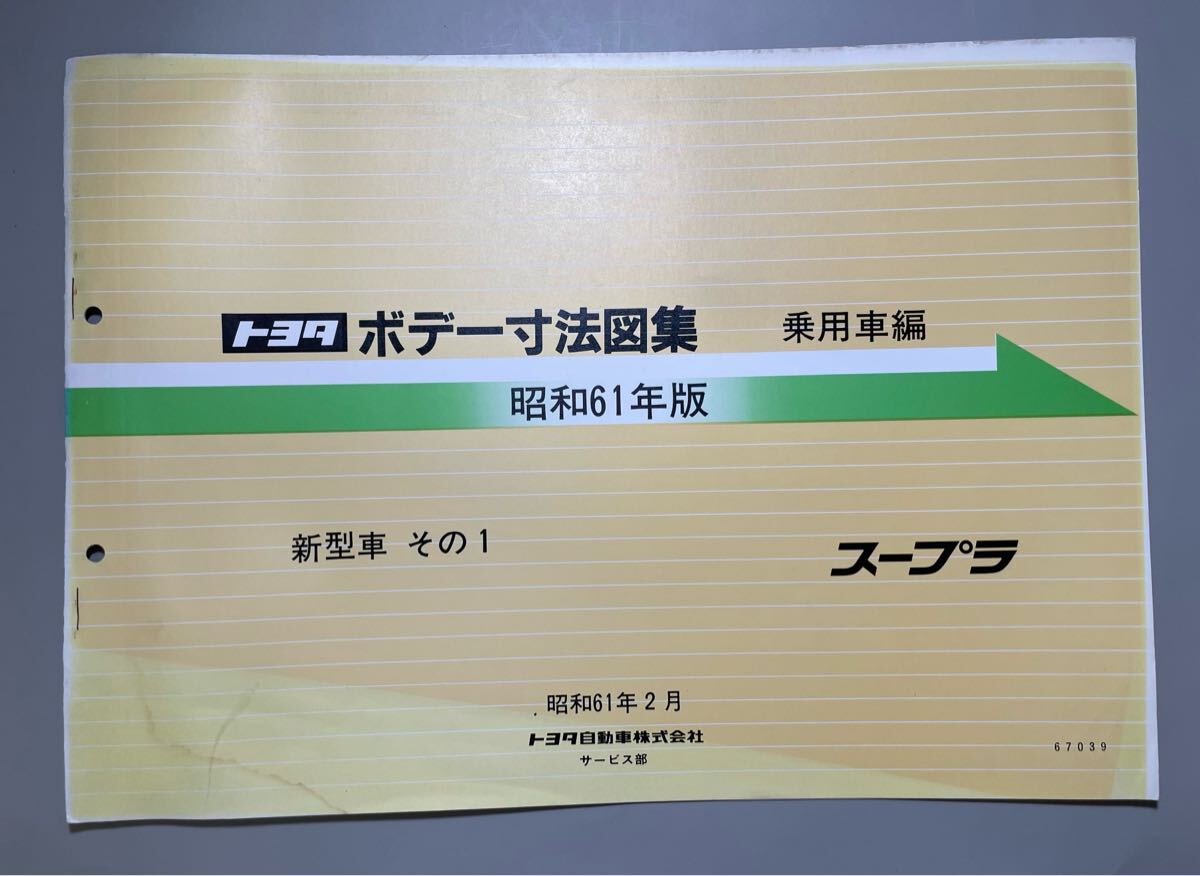 トヨタ ボデー寸法図集 乗用車編
昭和61年版
新型車 その1
スープラ
昭和61年2月
トヨタ自動車株式会社
サービス部
67039